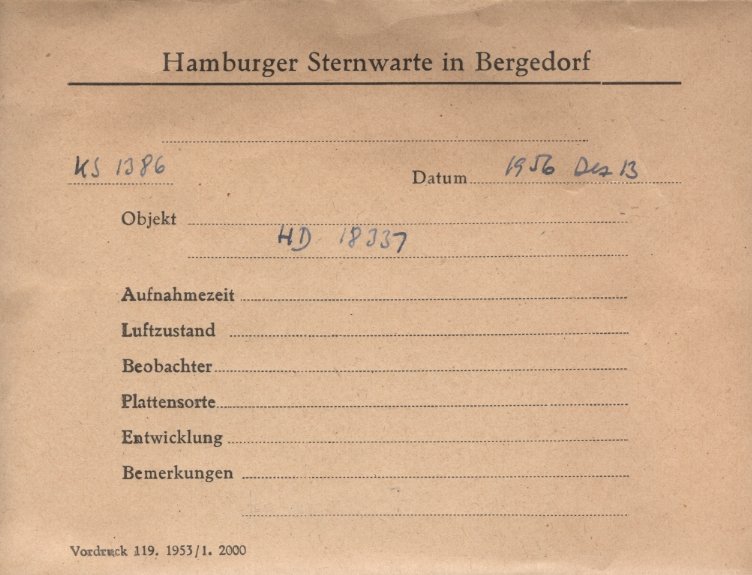 Hamburger Sternwarte in Bergedorf
KS 1386 Datum 1956 Dez 13
Objekt
HD 18337
Aufnahmezeit
Luftzustand
Beobachter
Plattensorte
Entwicklung
Bemerkungen
Vordruck 119. 1953/1. 2000